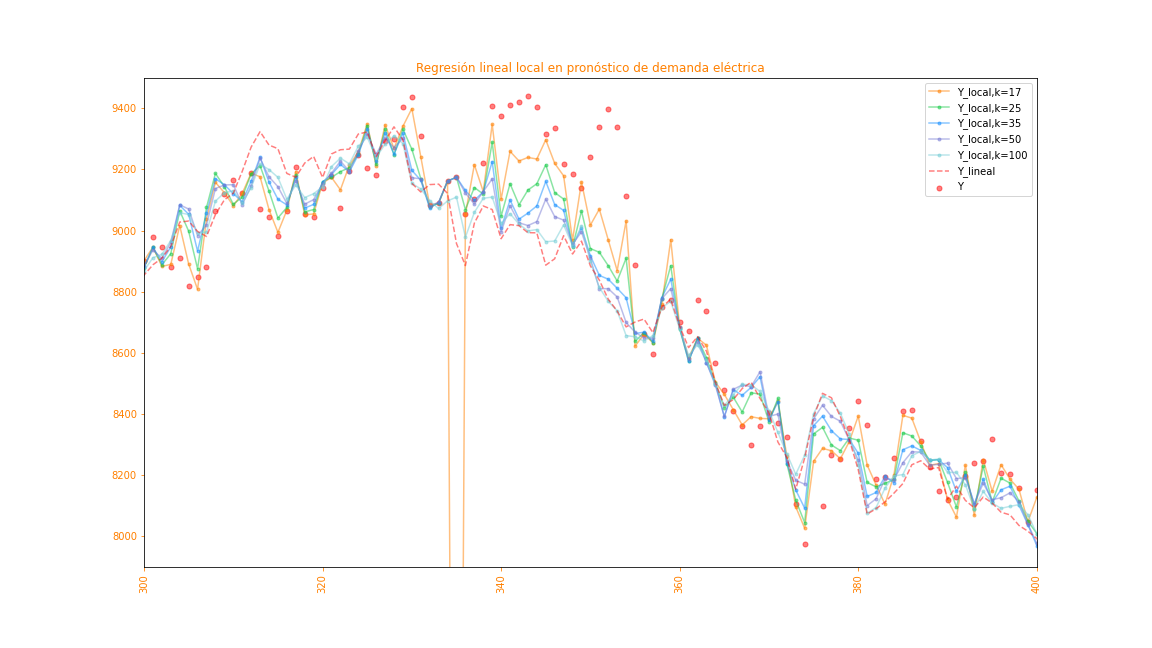 Regresión lineal local en pronóstico de demanda eléctrica
9400
9200
9000
8800
8600
8400
8200
8000
300
320
340
360
380
400
Y_local,k=17
Y_local,k=25
Y_local,k=35
Y_local,k=50
Y_local,k=100
Y_lineal
Y